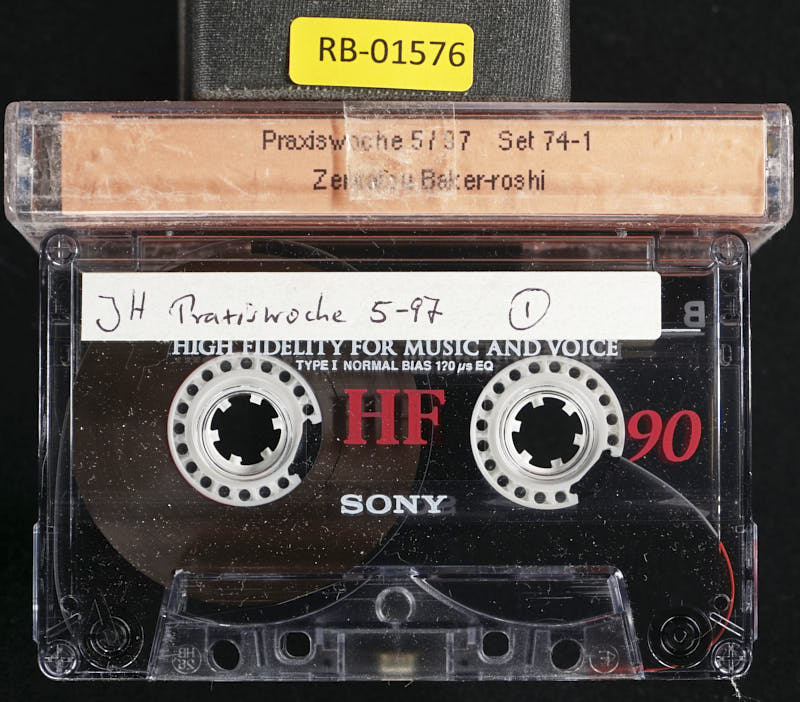 RB-01576
Praxiswoche 5/97 Set 74-1
Baker-roshi
JH Praxiswoche 5-97 1
B
HIGH FIDELITY FOR MUSIC AND VOICE
TYPE I NORMAL BIAS 120 µs EQ
HF 90
SONY